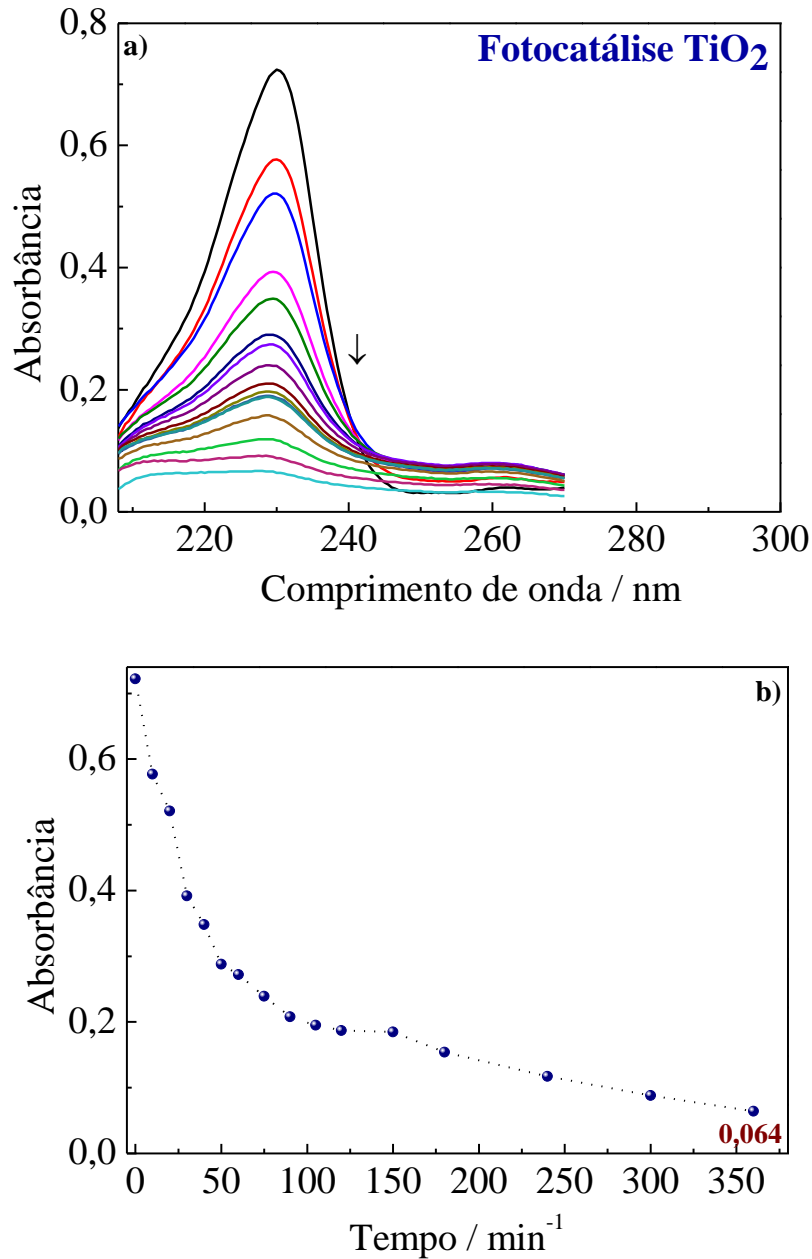 a)
Fotocatálise TiO2
Absorbância
0,8
0,6
0,4
0,2
0,0
↓
220 240 260 280 300
Comprimento de onda / nm
b)
Absorbância
0,6
0,4
0,2
0,0
0,064
0 50 100 150 200 250 300 350
Tempo / min-1